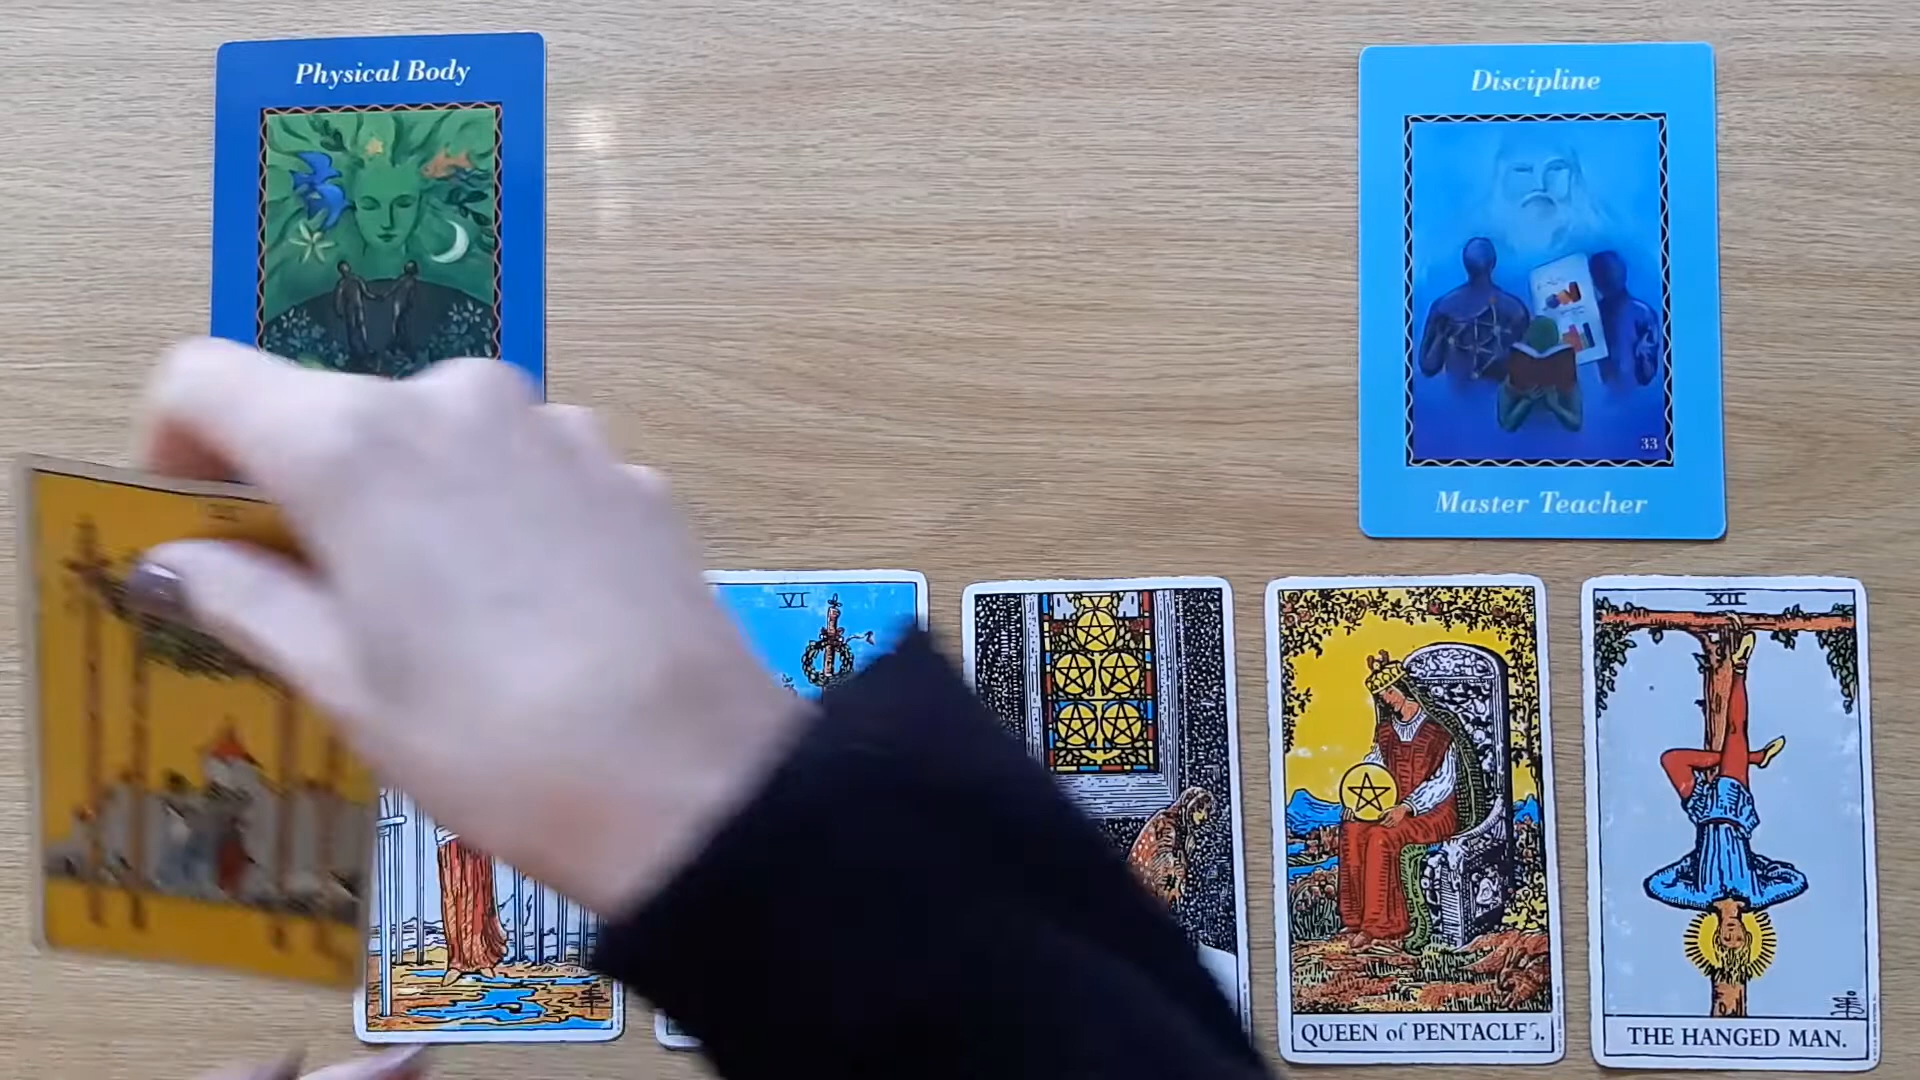 Physical Body
Discipline
33
Master Teacher
VI
XII
QUEEN of PENTACLES.
THE HANGED MAN.